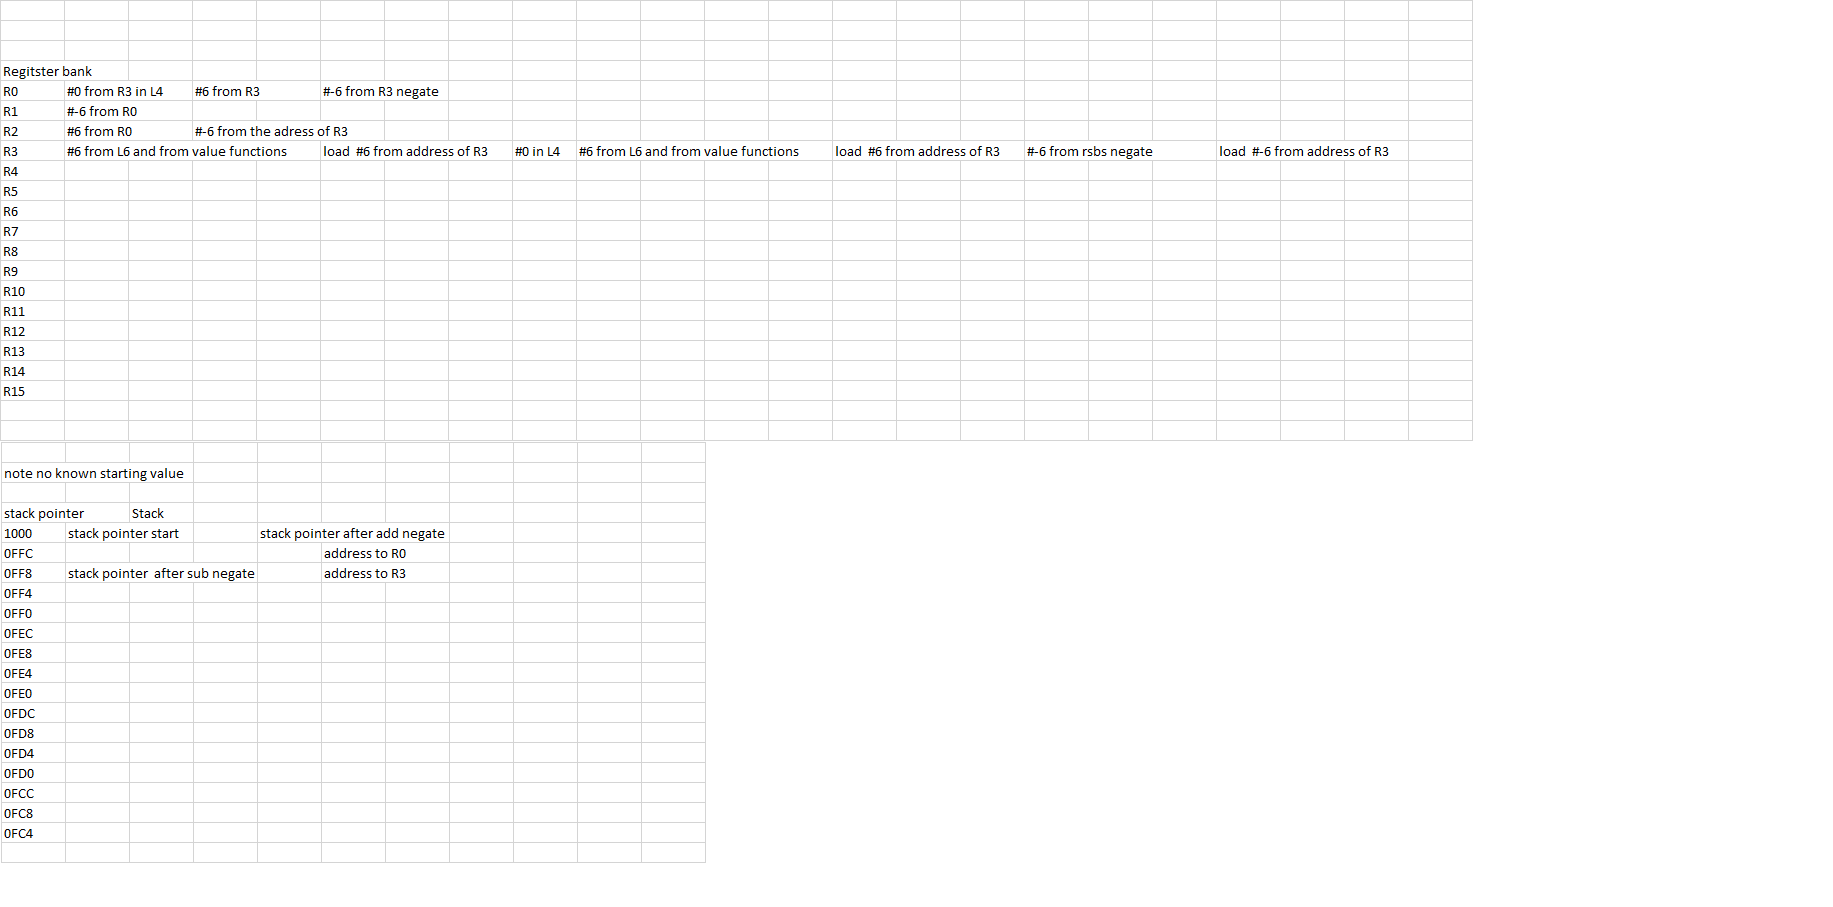 Regitster bank
R0 #0 from R3 in L4 #6 from R3 #-6 from R3 negate
R1 #-6 from R0
R2 #6 from R0 #-6 from the adress of R3
R3 #6 from L6 and from value functions load  #6 from address of R3 #0 in L4 #6 from L6 and from value functions load  #6 from address of R3 #-6 from rsbs negate load  #-6 from address of R3
R4
R5
R6
R7
R8
R9
R10
R11
R12
R13
R14
R15
note no known starting value
stack pointer Stack
1000 stack pointer start stack pointer after add negate
0FFC address to R0
0FF8 stack pointer  after sub negate address to R3
0FF4
0FF0
0FEC
0FE8
0FE4
0FE0
0FDC
0FD8
0FD4
0FD0
0FCC
0FC8
0FC4